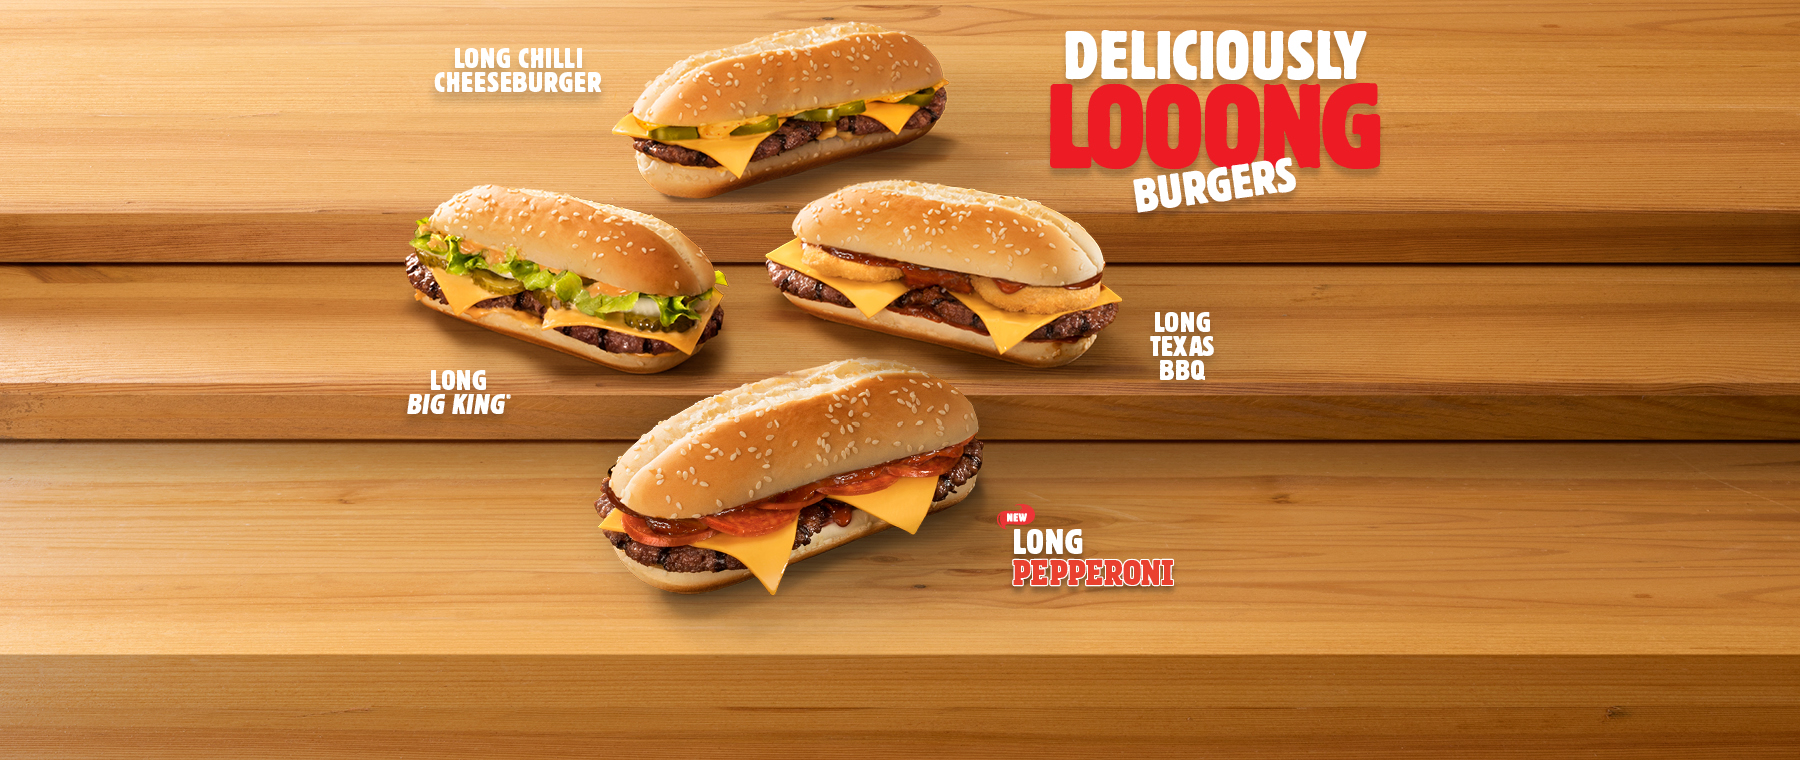 LONG CHILLI
CHEESEBURGER
DELICIOUSLY
LOOONG
BURGERS
LONG
TEXAS
BBQ
LONG
BIG KING
NEW
LONG
PEPPERONI